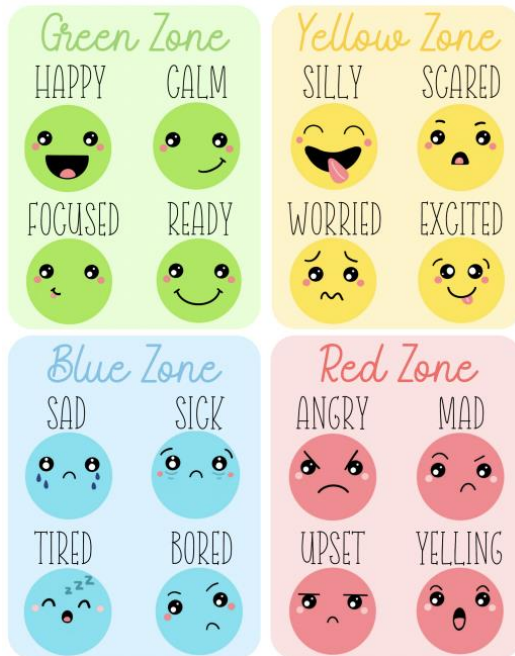 Green Zone
HAPPY CALM
FOCUSED READY
Yellow Zone
SILLY SCARED
WORRIED EXCITED
Blue Zone
SAD SICK
TIRED BORED
zzz
Red Zone
ANGRY MAD
UPSET YELLING